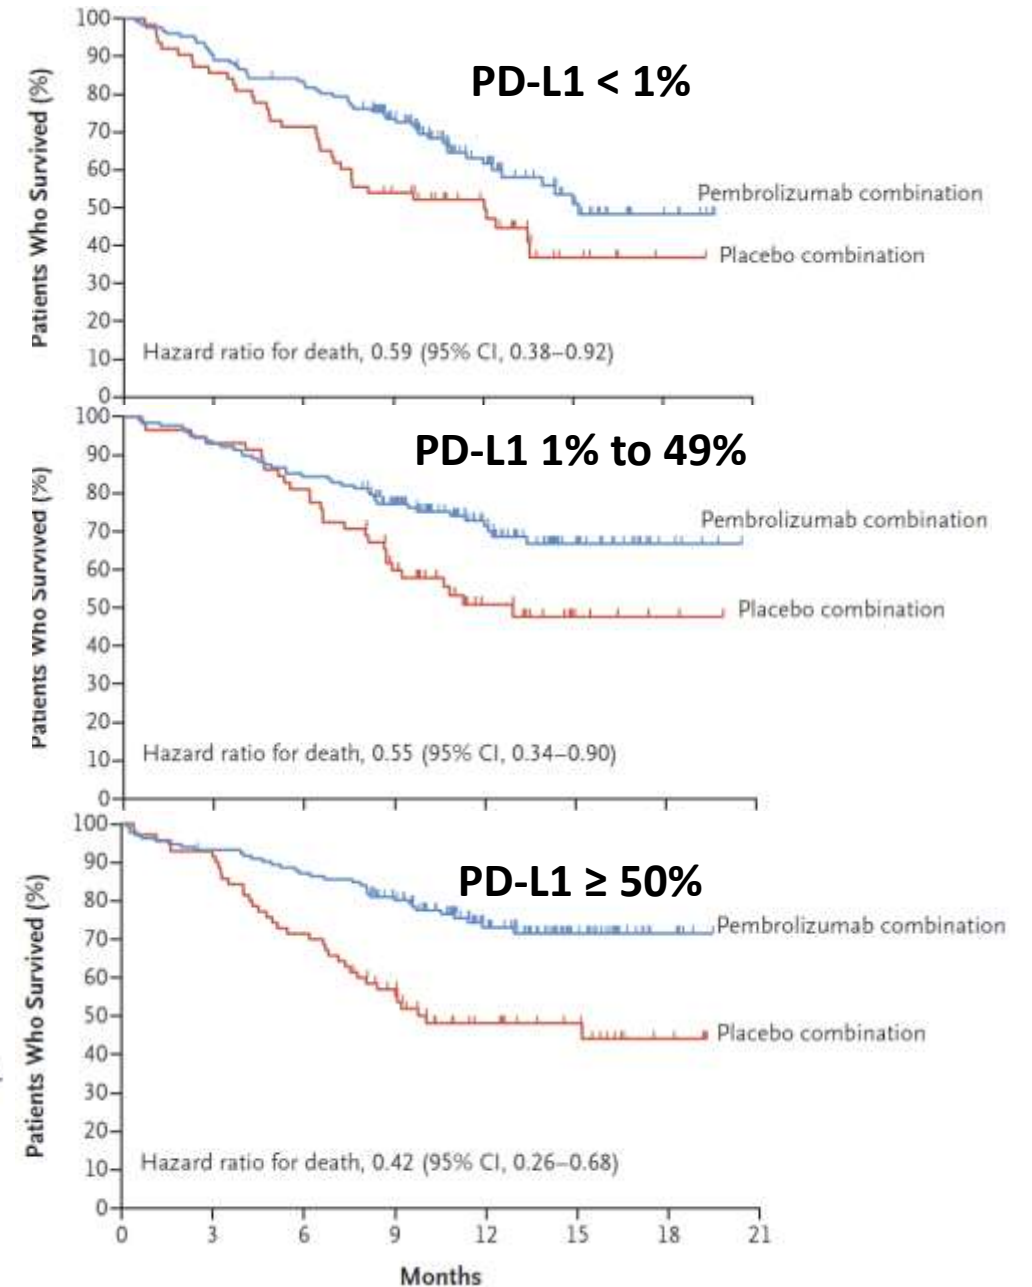 PD-L1 < 1%
Patients Who Survived (%)
100
90
80
70
60
50
40
30
20
10
0
Pembrolizumab combination
Placebo combination
Hazard ratio for death, 0.59 (95% CI, 0.38–0.92)
PD-L1 1% to 49%
Patients Who Survived (%)
100
90
80
70
60
50
40
30
20
10
0
Pembrolizumab combination
Placebo combination
Hazard ratio for death, 0.55 (95% CI, 0.34–0.90)
PD-L1 ≥ 50%
Patients Who Survived (%)
100
90
80
70
60
50
40
30
20
10
0
Pembrolizumab combination
Placebo combination
Hazard ratio for death, 0.42 (95% CI, 0.26–0.68)
0 3 6 9 12 15 18 21
Months